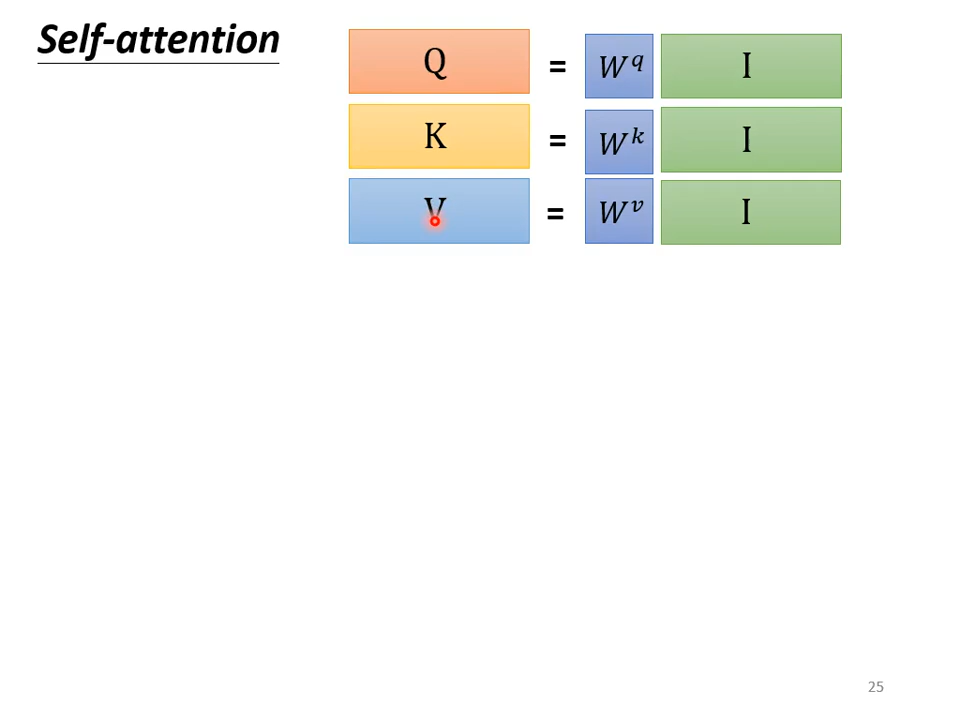 Self-attention
Q = W^q I
K = W^k I
V = W^v I
25